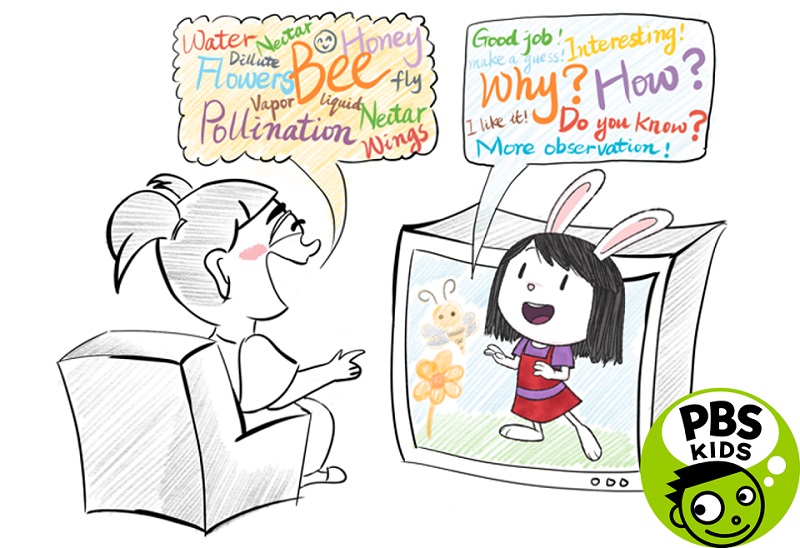 Water Nectar Honey
Dillute
Flowers Bee fly
Vapor liquid Nectar
Pollination Wings
Good job! Interesting!
make a guess!
Why? How?
I like it! Do you know?
More observation!
PBS
KIDS